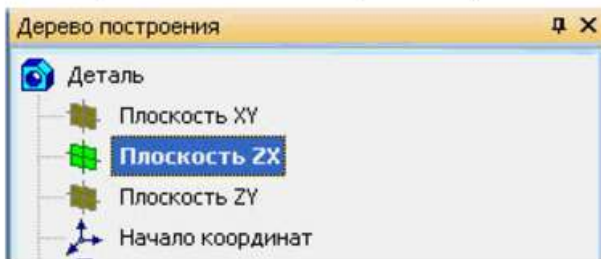 Дерево построения
Деталь
Плоскость XY
Плоскость ZX
Плоскость ZY
Начало координат